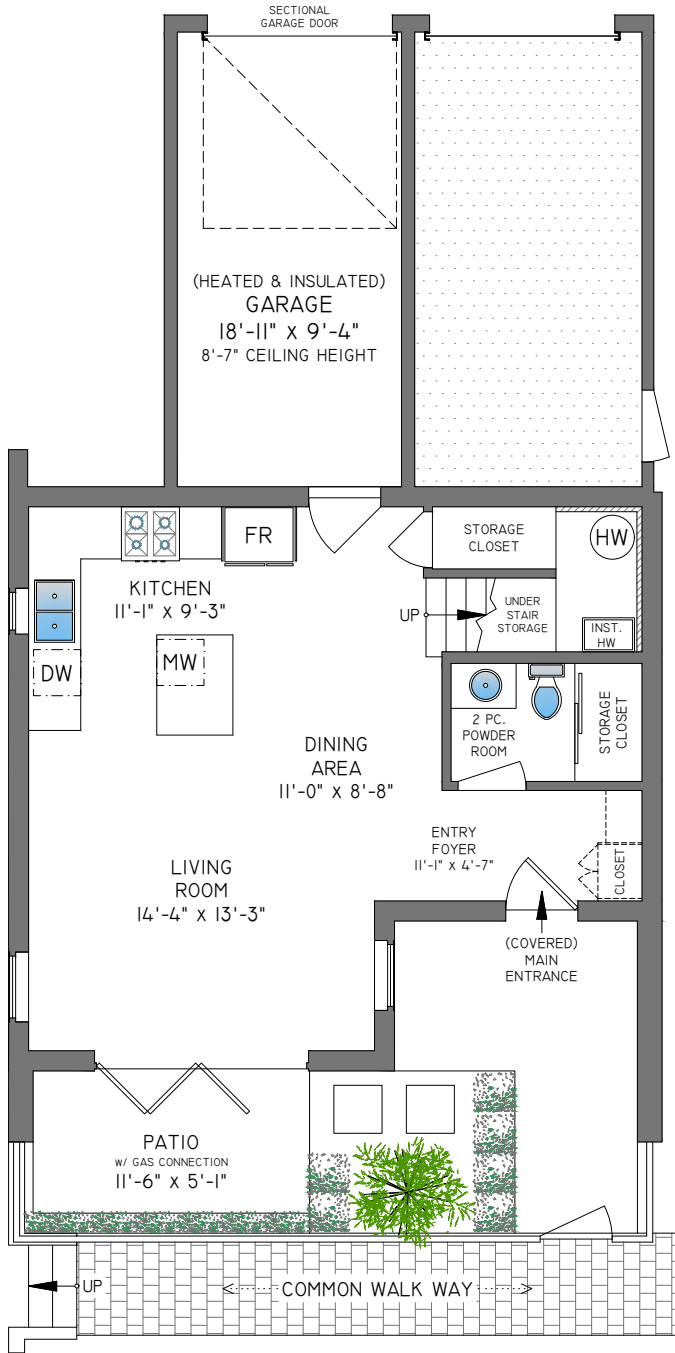 SECTIONAL
GARAGE DOOR
(HEATED & INSULATED)
GARAGE
18'-11" X 9'-4"
8'-7" CEILING HEIGHT
FR
STORAGE
CLOSET
HW
KITCHEN
11'-1" X 9'-3"
UP
UNDER
STAIR
STORAGE
INST.
HW
DW
MW
2 PC.
POWDER
ROOM
STORAGE
CLOSET
DINING
AREA
11'-0" X 8'-8"
ENTRY
FOYER
11'-1" X 4'-7"
CLOSET
LIVING
ROOM
14'-4" X 13'-3"
(COVERED)
MAIN
ENTRANCE
PATIO
W/ GAS CONNECTION
11'-6" X 5'-1"
UP
COMMON WALK WAY